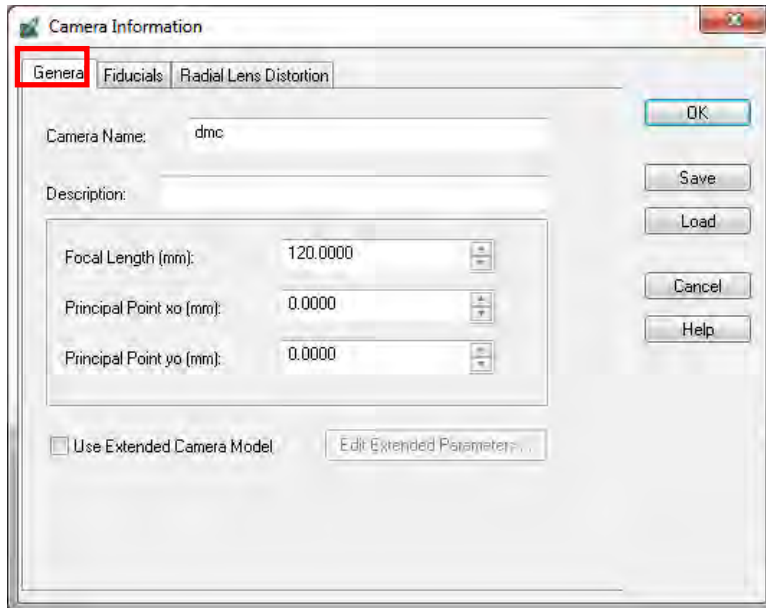 Camera Information
General Fiducials Radial Lens Distortion
Camera Name: dmc
Description:
Focal Length (mm): 120.0000
Principal Point xo (mm): 0.0000
Principal Point yo (mm): 0.0000
Use Extended Camera Model Edit Extended Parameters...
OK
Save
Load
Cancel
Help